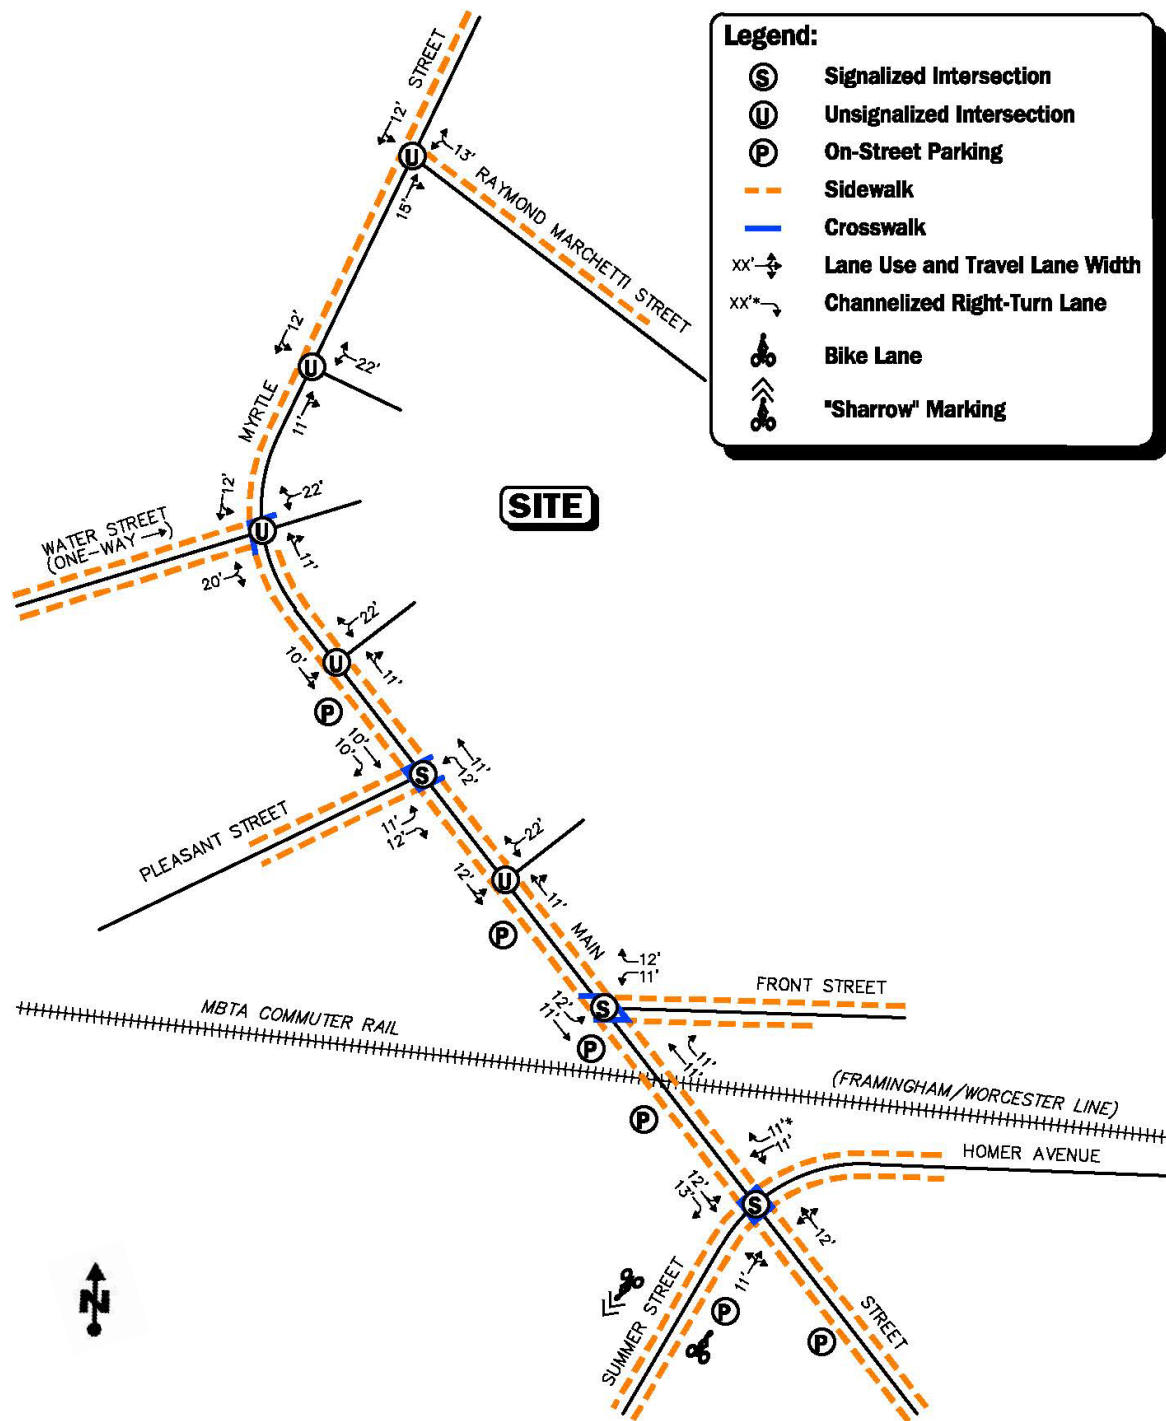 Legend:
S Signalized Intersection
U Unsignalized Intersection
P On-Street Parking
Sidewalk
Crosswalk
XX' Lane Use and Travel Lane Width
XX'* Channelized Right-Turn Lane
Bike Lane
"Sharrow" Marking
STREET
12'
U
13'
RAYMOND MARCHETTI STREET
15'
12'
U
22'
11'
MYRTLE
12'
22'
SITE
WATER STREET
(ONE-WAY →)
U
11'
20'
22'
U
10'
11'
P
10'
10'
11'
12'
S
PLEASANT STREET
11'
12'
22'
12'
U
11'
P
MAIN
12'
11'
FRONT STREET
12'
11'
S
P
MBTA COMMUTER RAIL
11'
11'
(FRAMINGHAM/WORCESTER LINE)
P
11'*
11'
HOMER AVENUE
12'
13'
S
12'
11'
SUMMER STREET
P
STREET
P
N